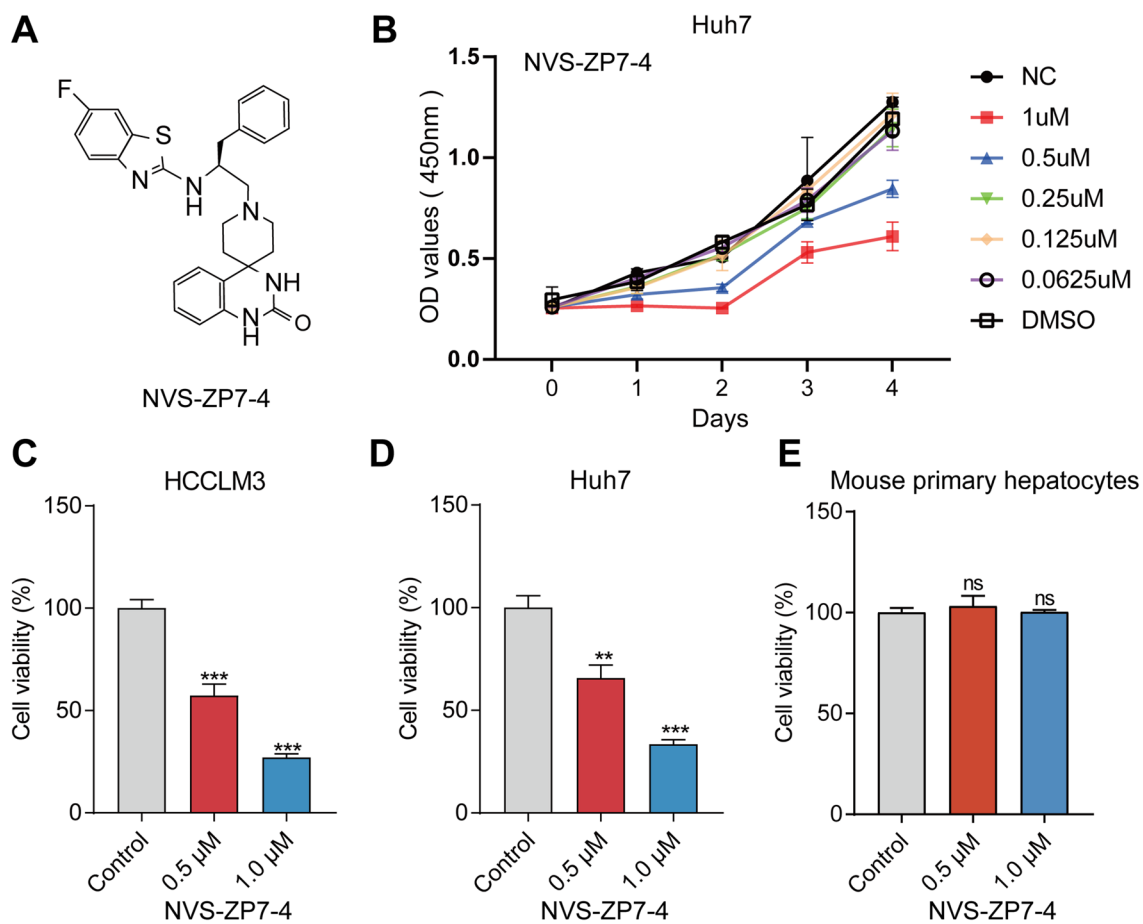 A
F
S
N
N
H
N
NH
N
H
O
NVS-ZP7-4
B
Huh7
NVS-ZP7-4
OD values ( 450nm )
1.5
1.0
0.5
0.0
0 1 2 3 4
Days
NC
1uM
0.5uM
0.25uM
0.125uM
0.0625uM
DMSO
C
HCCLM3
Cell viability (%)
150
100
50
0
***
***
Control 0.5 μM 1.0 μM
NVS-ZP7-4
D
Huh7
Cell viability (%)
150
100
50
0
**
***
Control 0.5 μM 1.0 μM
NVS-ZP7-4
E
Mouse primary hepatocytes
Cell viability (%)
150
100
50
0
ns
ns
Control 0.5 μM 1.0 μM
NVS-ZP7-4